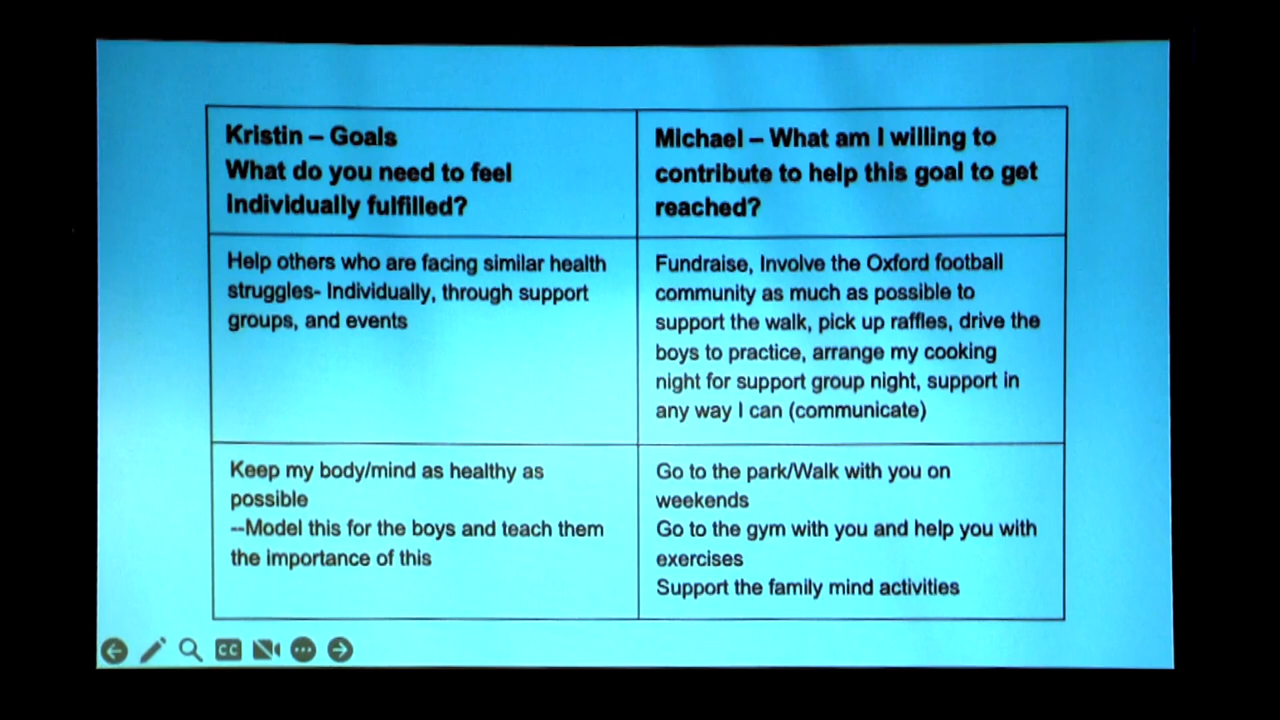 Kristin – Goals
What do you need to feel
Individually fulfilled?
Michael – What am I willing to
contribute to help this goal to get
reached?
Help others who are facing similar health
struggles- Individually, through support
groups, and events
Fundraise, Involve the Oxford football
community as much as possible to
support the walk, pick up raffles, drive the
boys to practice, arrange my cooking
night for support group night, support in
any way I can (communicate)
Keep my body/mind as healthy as
possible
--Model this for the boys and teach them
the importance of this
Go to the park/Walk with you on
weekends
Go to the gym with you and help you with
exercises
Support the family mind activities
CC